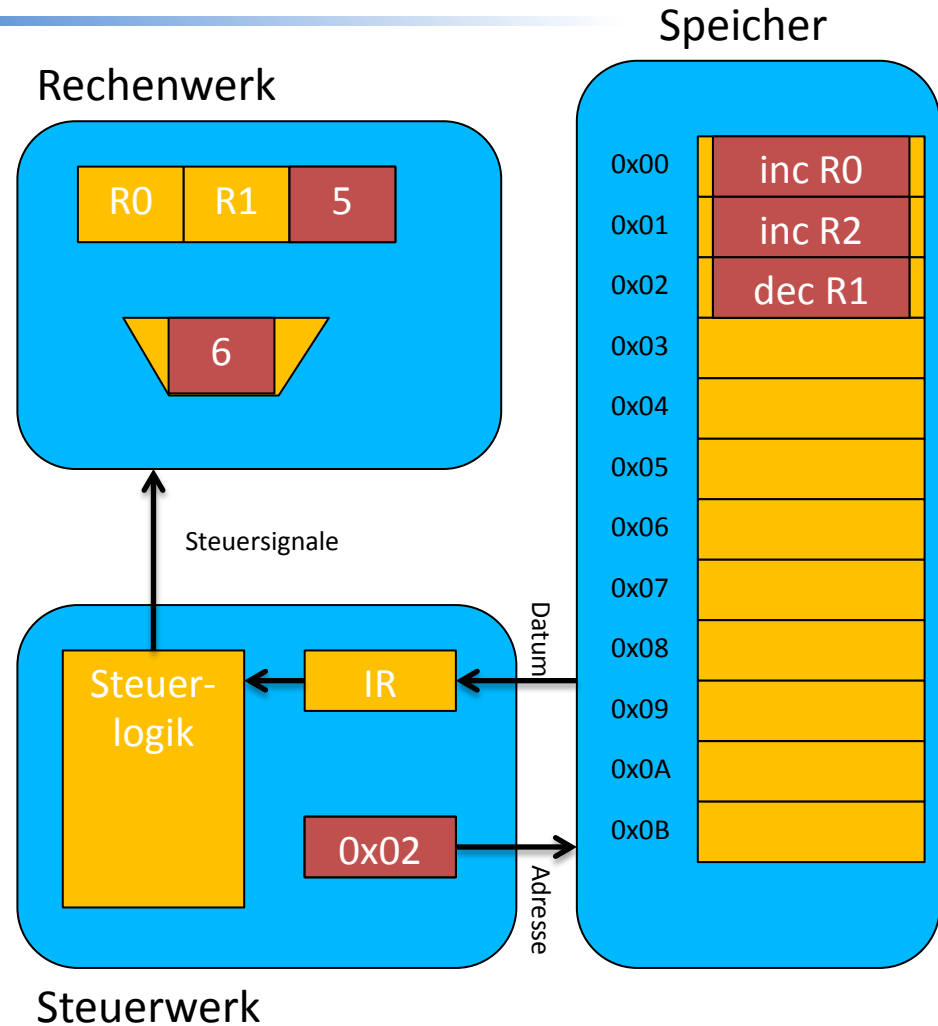 Speicher
Rechenwerk
R0 R1 5
6
Steuersignale
Steuer-
logik
IR
0x02
Datum
Adresse
Steuerwerk
0x00 inc R0
0x01 inc R2
0x02 dec R1
0x03
0x04
0x05
0x06
0x07
0x08
0x09
0x0A
0x0B